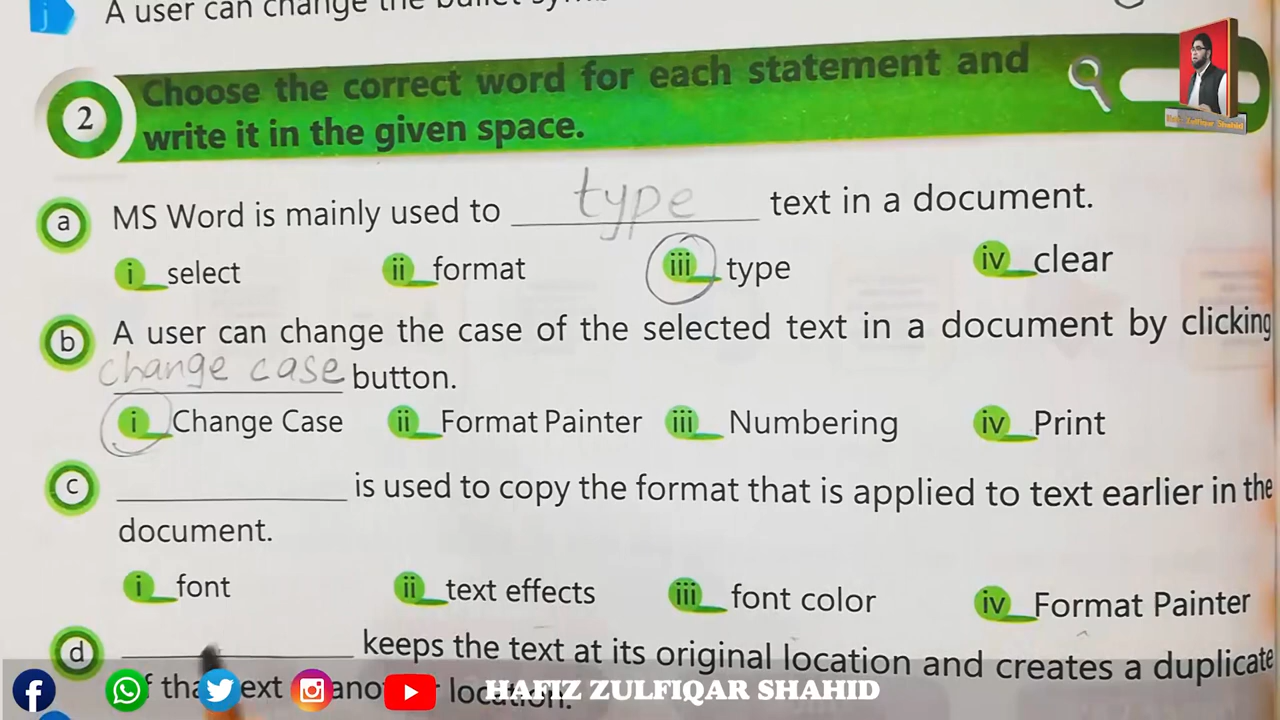 j A user can change the bullet
2 Choose the correct word for each statement and
write it in the given space.
a MS Word is mainly used to type text in a document.
i select ii format iii type iv clear
b A user can change the case of the selected text in a document by clicking
change case button.
i Change Case ii Format Painter iii Numbering iv Print
c is used to copy the format that is applied to text earlier in the
document.
i font ii text effects iii font color iv Format Painter
d keeps the text at its original location and creates a duplicate
location.
HAFIZ ZULFIQAR SHAHID